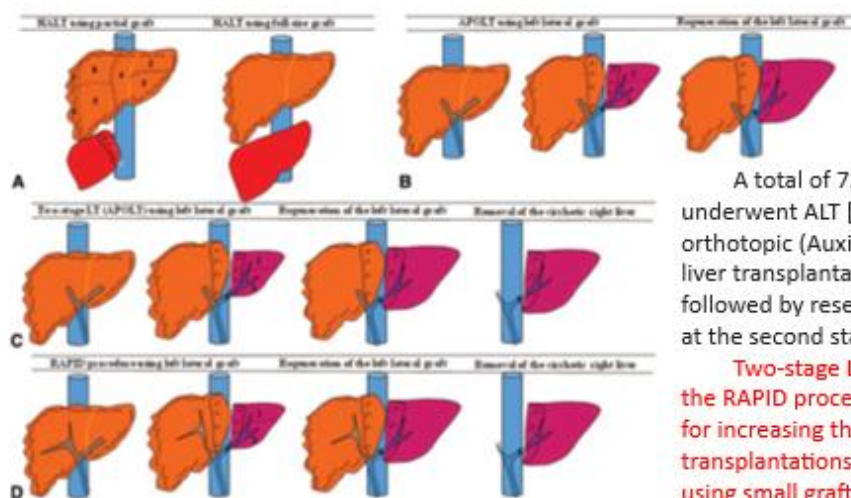 HALT using partial graft
HALT using full-size graft
APOLT using left lateral graft
Regeneration of the left lateral graft
A
B
Two-stage LT (APOLT) using left lateral graft
Regeneration of the left lateral graft
Removal of the cirrhotic right liver
C
RAPID procedure using left lateral graft
Regeneration of the left lateral graft
Removal of the cirrhotic right liver
D
A total of 7
underwent ALT [
orthotopic (Auxi
liver transplanta
followed by rese
at the second sta
Two-stage L
the RAPID proce
for increasing th
transplantations
using small graft